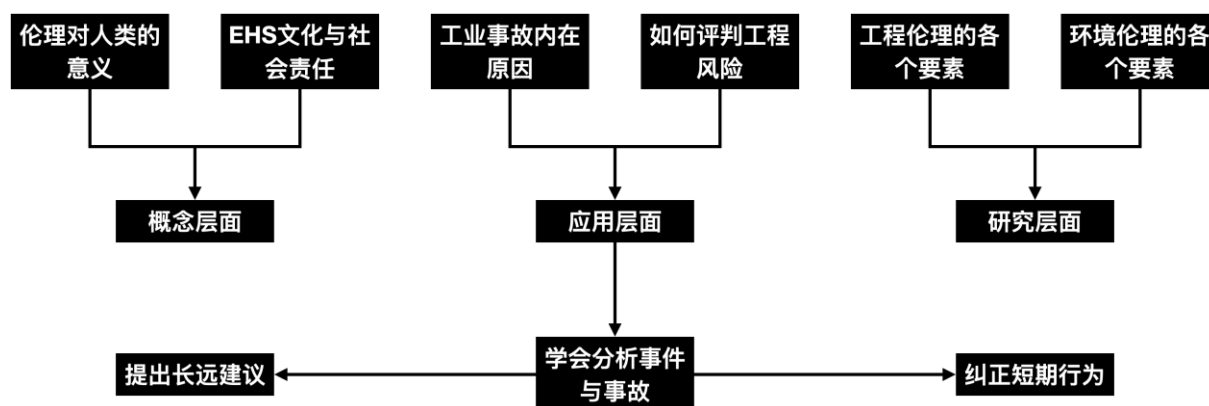 伦理对人类的
意义
EHS文化与社
会责任
工业事故内在
原因
如何评判工程
风险
工程伦理的各
个要素
环境伦理的各
个要素
概念层面
应用层面
研究层面
提出长远建议
学会分析事件
与事故
纠正短期行为